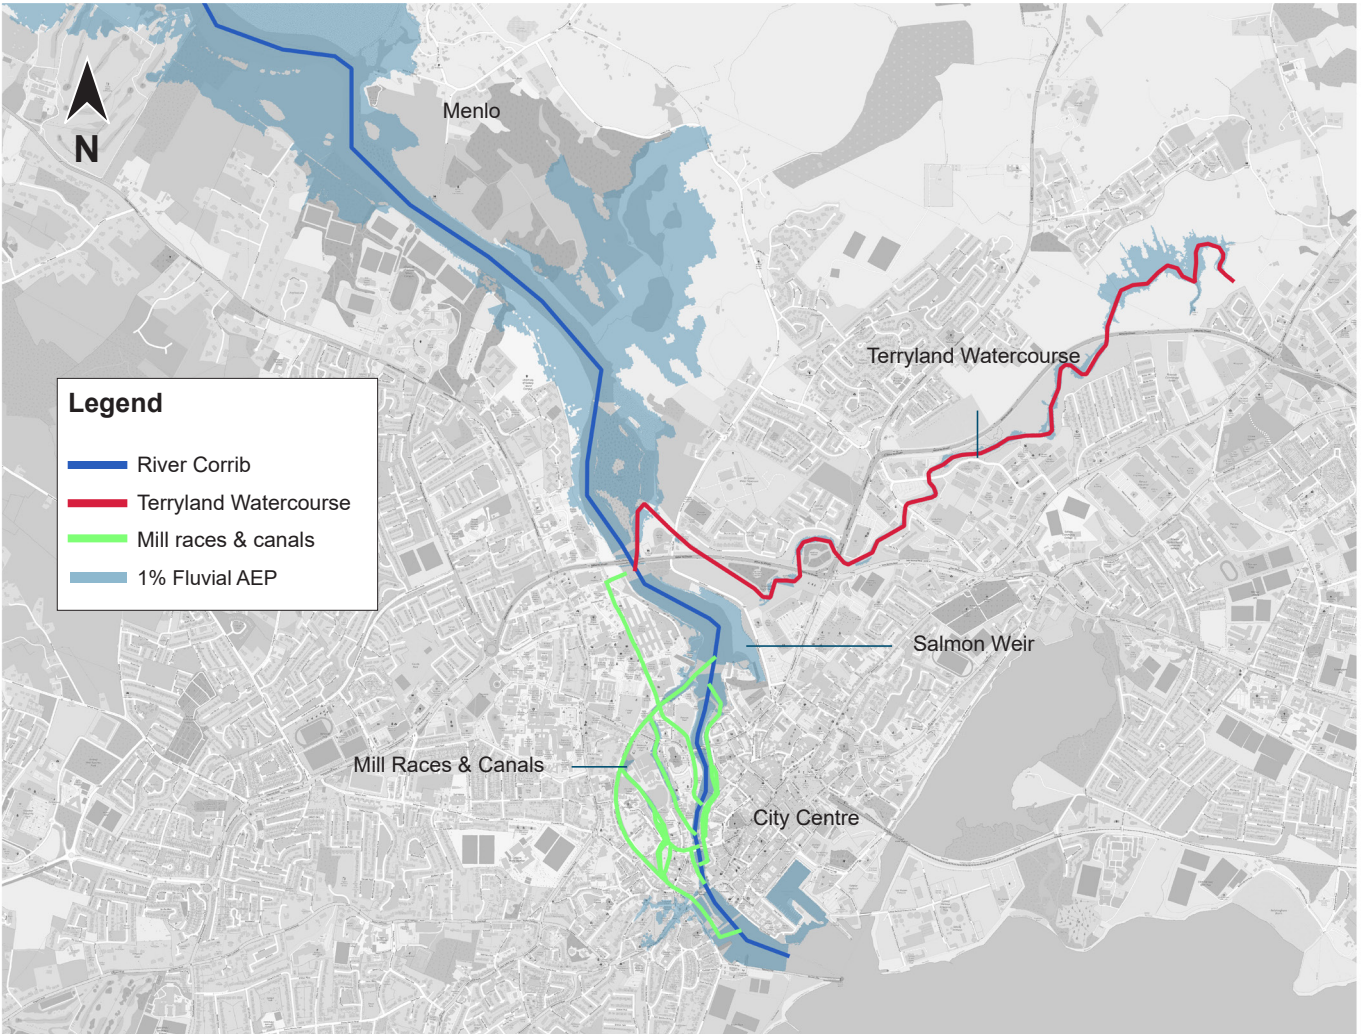 Menlo
N
Terryland Watercourse
Legend
River Corrib
Terryland Watercourse
Mill races & canals
1% Fluvial AEP
Salmon Weir
Mill Races & Canals
City Centre